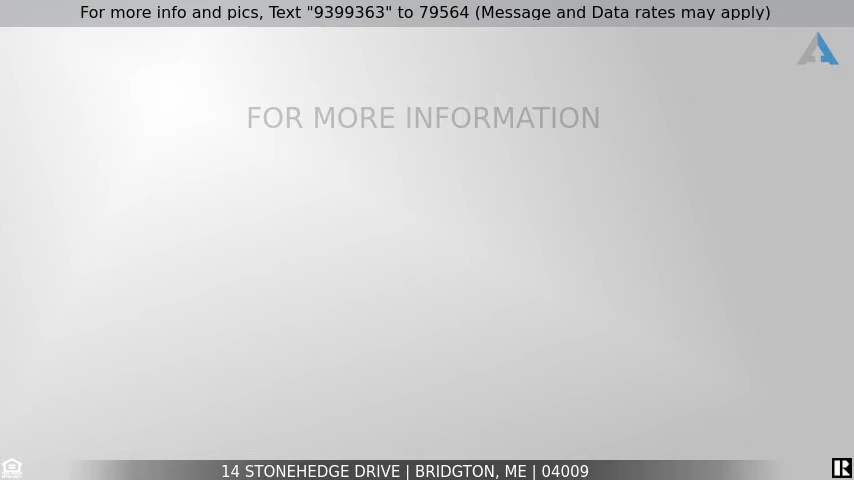 For more info and pics, Text "9399363" to 79564 (Message and Data rates may apply)
FOR MORE INFORMATION
14 STONEHEDGE DRIVE | BRIDGTON, ME | 04009